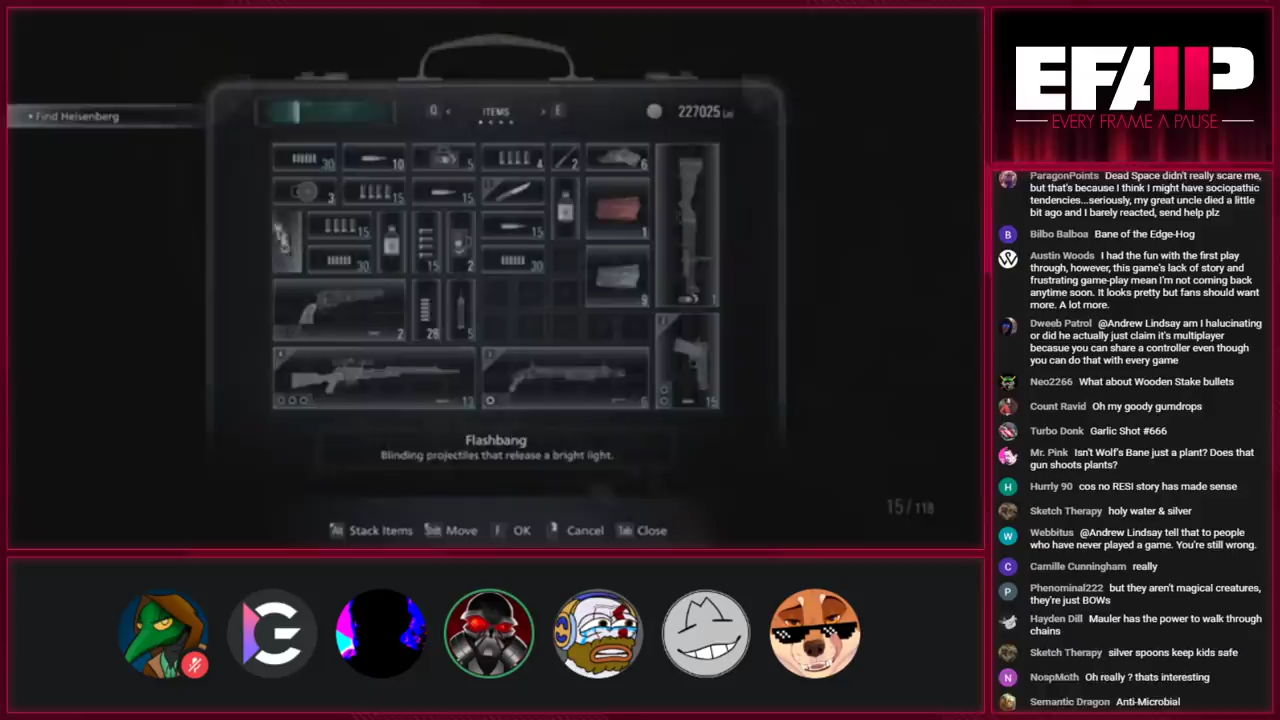 • Find Heisenberg
Q < ITEMS > E
227025 Lei
30 10 5 4 2 6
3 15 15
15 15 1
30 15 2 30 9 1
2 28 5
13 6 15
Flashbang
Blinding projectiles that release a bright light.
15/118
Alt Stack Items Shift Move F OK Cancel Tab Close
EFAP
EVERY FRAME A PAUSE
ParagonPoints Dead Space didn't really scare me,
but that's because I think I might have sociopathic
tendencies...seriously, my great uncle died a little
bit ago and I barely reacted, send help plz
B Bilbo Balboa Bane of the Edge-Hog
Austin Woods I had the fun with the first play
through, however, this game's lack of story and
frustrating game-play mean I'm not coming back
anytime soon. It looks pretty but fans should want
more. A lot more.
Dweeb Patrol @Andrew Lindsay am I halucinating
or did he actually just claim it's multiplayer
becasue you can share a controller even though
you can do that with every game
Neo2266 What about Wooden Stake bullets
Count Ravid Oh my goody gumdrops
Turbo Donk Garlic Shot #666
Mr. Pink Isn't Wolf's Bane just a plant? Does that
gun shoots plants?
H Hurrly 90 cos no RESI story has made sense
Sketch Therapy holy water & silver
W Webbitus @Andrew Lindsay tell that to people
who have never played a game. You're still wrong.
C Camille Cunningham really
P Phenominal222 but they aren't magical creatures,
they're just BOWs
Hayden Dill Mauler has the power to walk through
chains
Sketch Therapy silver spoons keep kids safe
N NospMoth Oh really ? thats interesting
Semantic Dragon Anti-Microbial